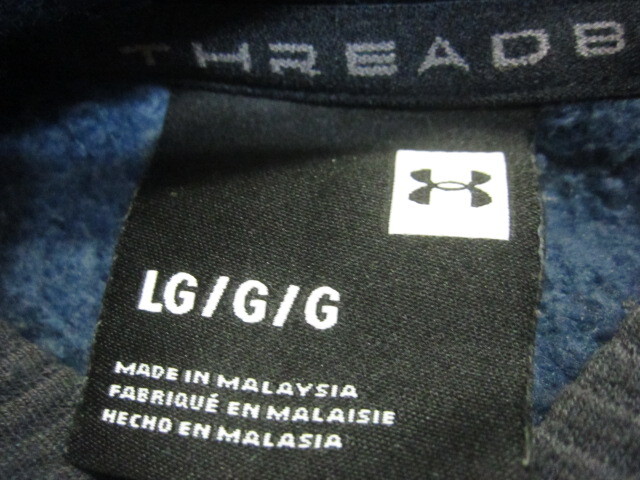 THREADB
LG/G/G
MADE IN MALAYSIA
FABRIQUÉ EN MALAISIE
HECHO EN MALASIA